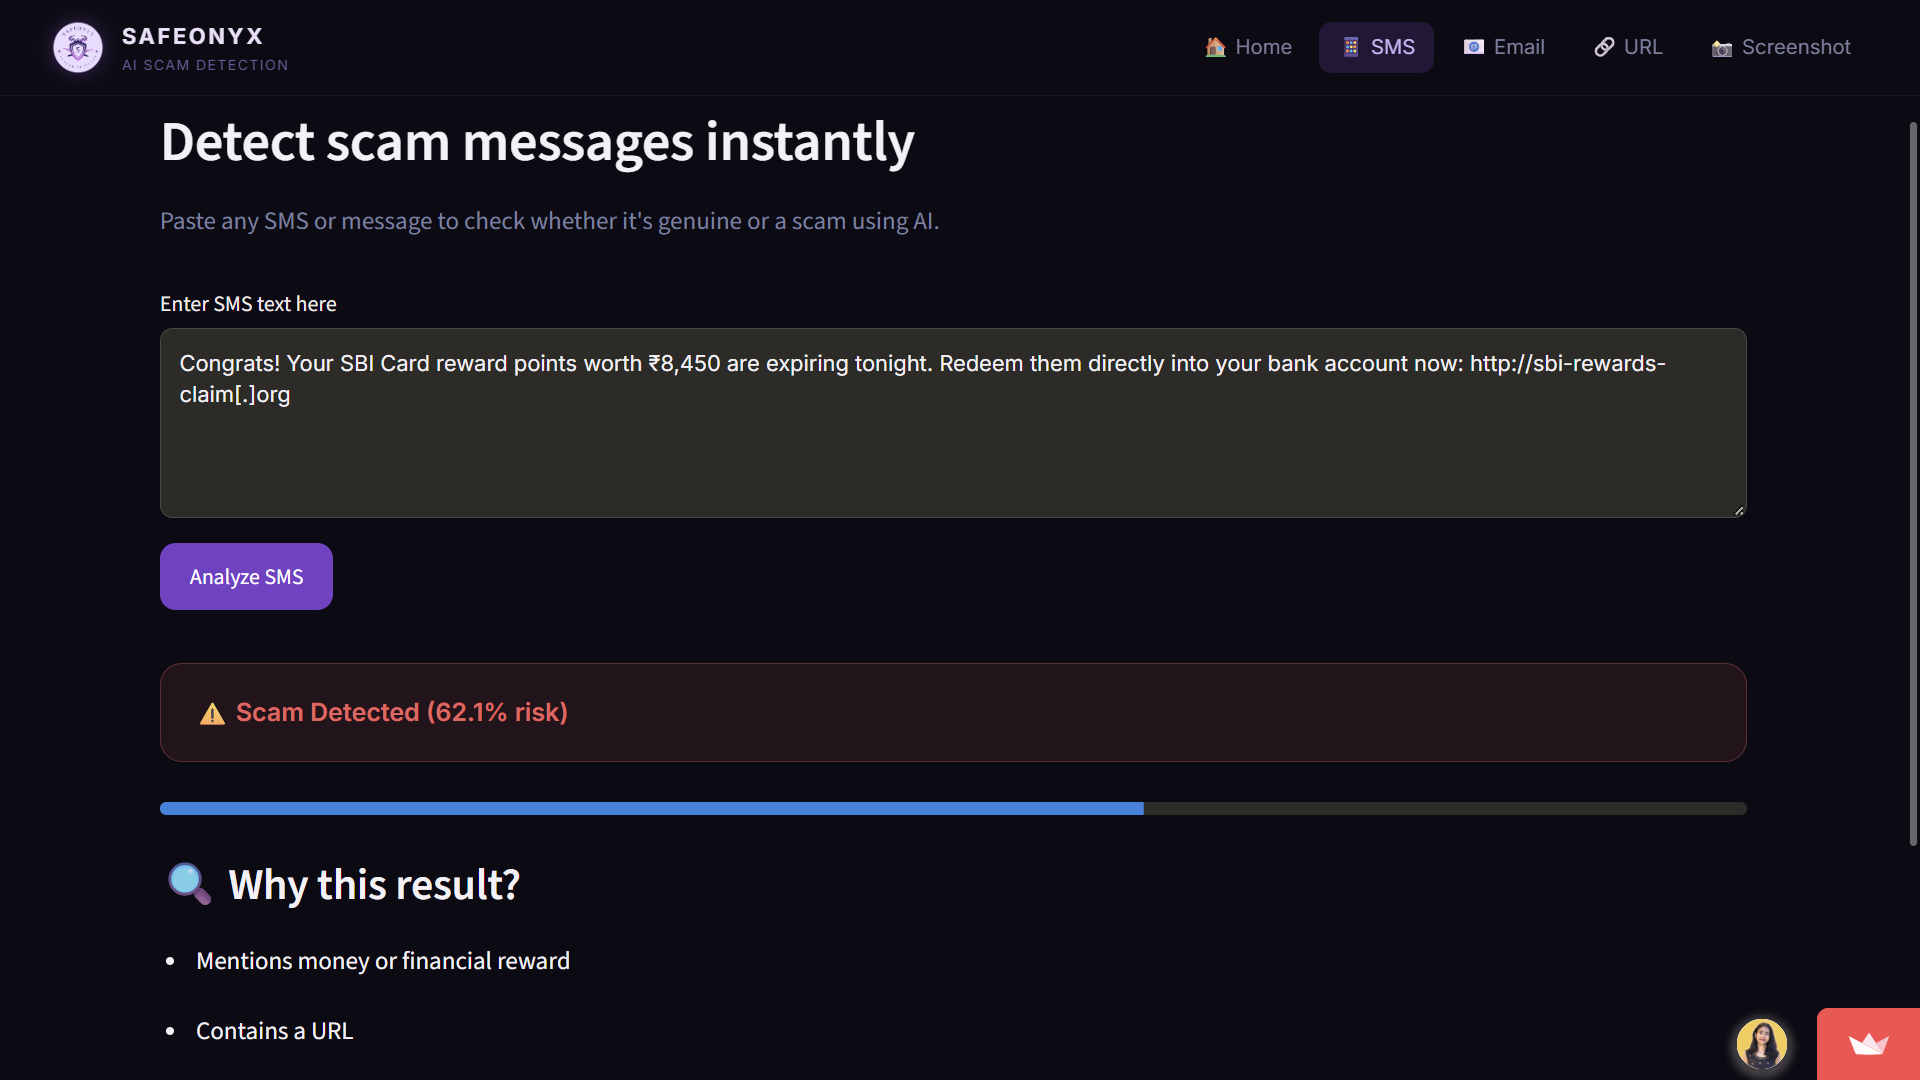 SAFEONYX
AI SCAM DETECTION
Home
SMS
Email
URL
Screenshot
Detect scam messages instantly
Paste any SMS or message to check whether it's genuine or a scam using AI.
Enter SMS text here
Congrats! Your SBI Card reward points worth ₹8,450 are expiring tonight. Redeem them directly into your bank account now: http://sbi-rewards-
claim[.]org
Analyze SMS
Scam Detected (62.1% risk)
Why this result?
Mentions money or financial reward
Contains a URL